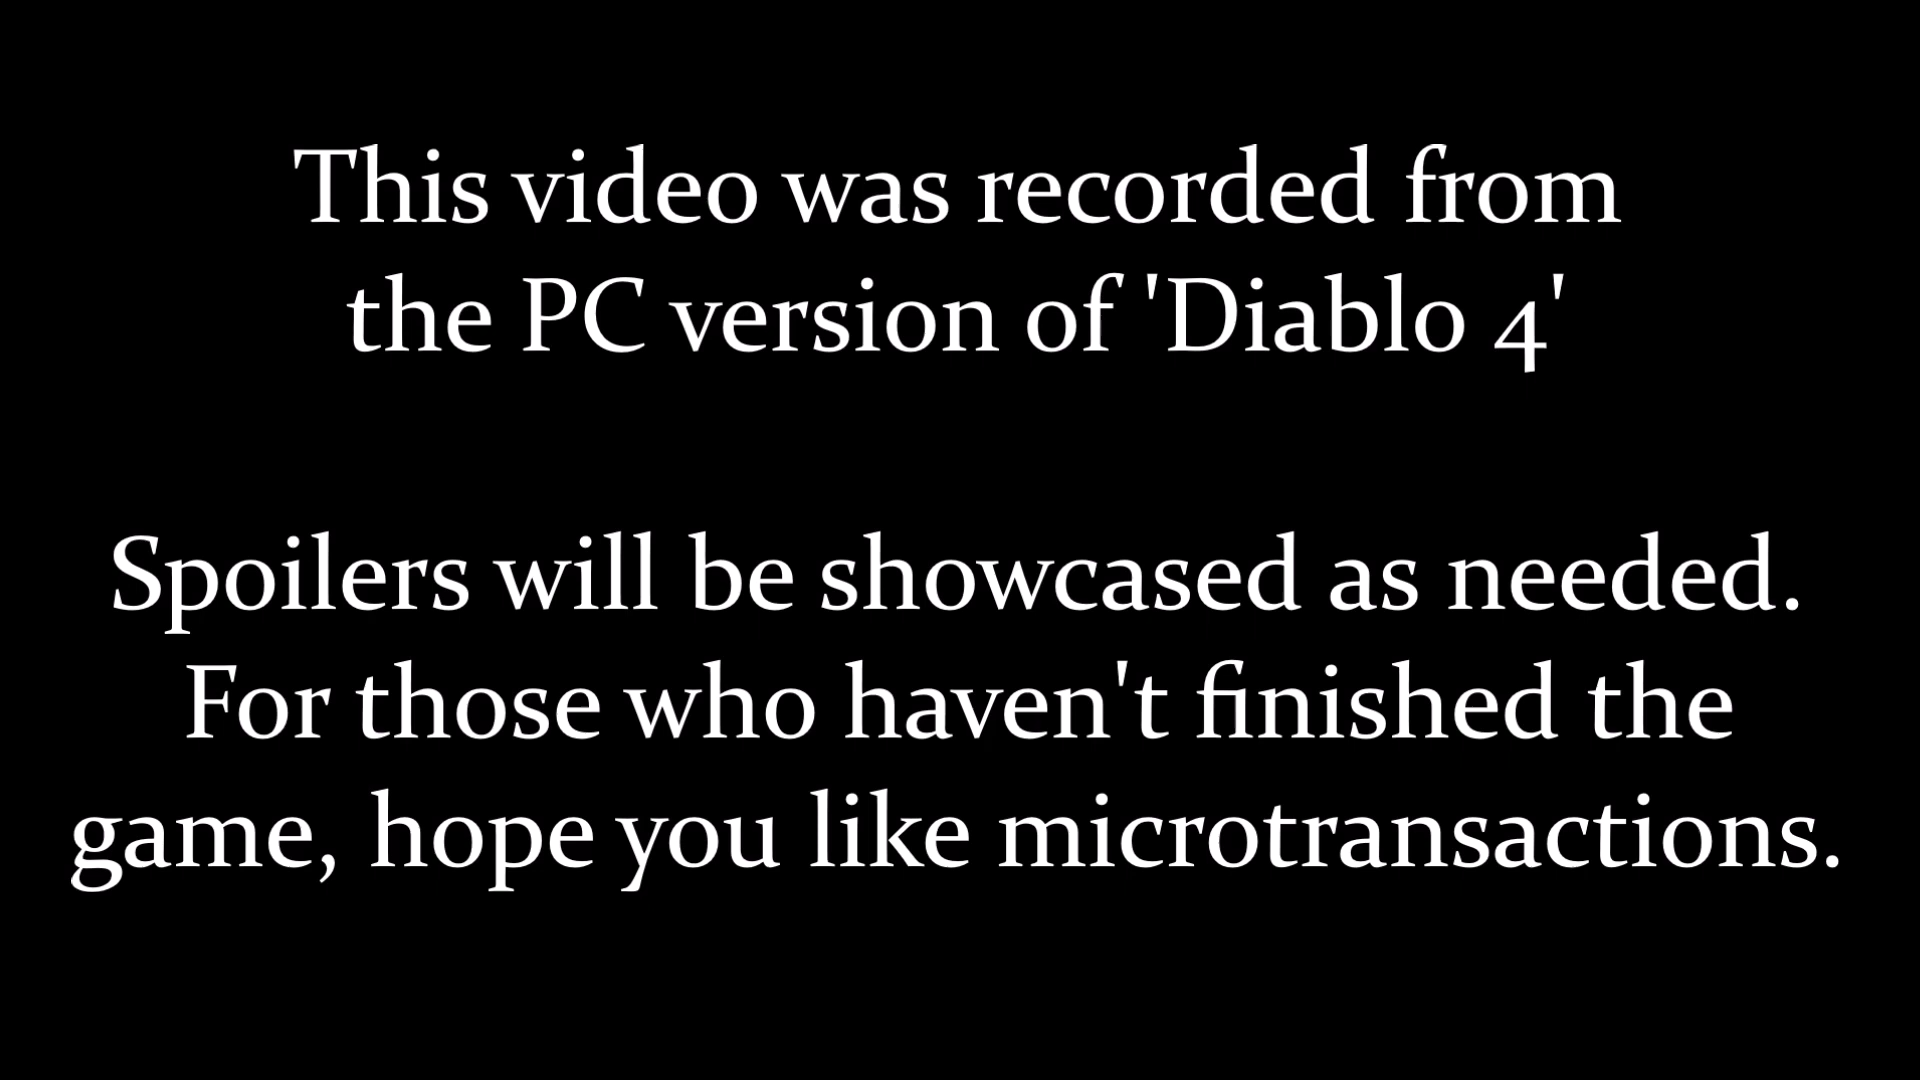 This video was recorded from
the PC version of 'Diablo 4'
Spoilers will be showcased as needed.
For those who haven't finished the
game, hope you like microtransactions.